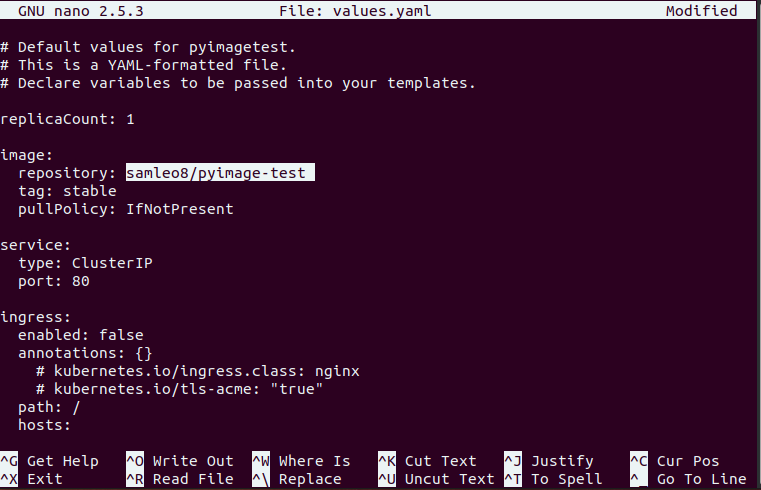 GNU nano 2.5.3 File: values.yaml Modified
# Default values for pyimagetest.
# This is a YAML-formatted file.
# Declare variables to be passed into your templates.
replicaCount: 1
image:
  repository: samleo8/pyimage-test
  tag: stable
  pullPolicy: IfNotPresent
service:
  type: ClusterIP
  port: 80
ingress:
  enabled: false
  annotations: {}
    # kubernetes.io/ingress.class: nginx
    # kubernetes.io/tls-acme: "true"
  path: /
  hosts:
^G Get Help ^O Write Out ^W Where Is ^K Cut Text ^J Justify ^C Cur Pos
^X Exit ^R Read File ^\ Replace ^U Uncut Text ^T To Spell ^_ Go To Line